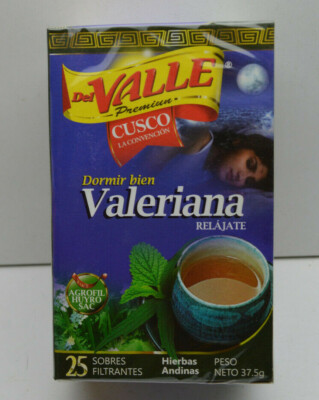 Del VALLE
Premiun
CUSCO
LA CONVENCIÓN
Dormir bien
Valeriana
RELÁJATE
AGROFIL
HUYRO
SAC
25 SOBRES
FILTRANTES
Hierbas
Andinas
PESO
NETO 37.5g